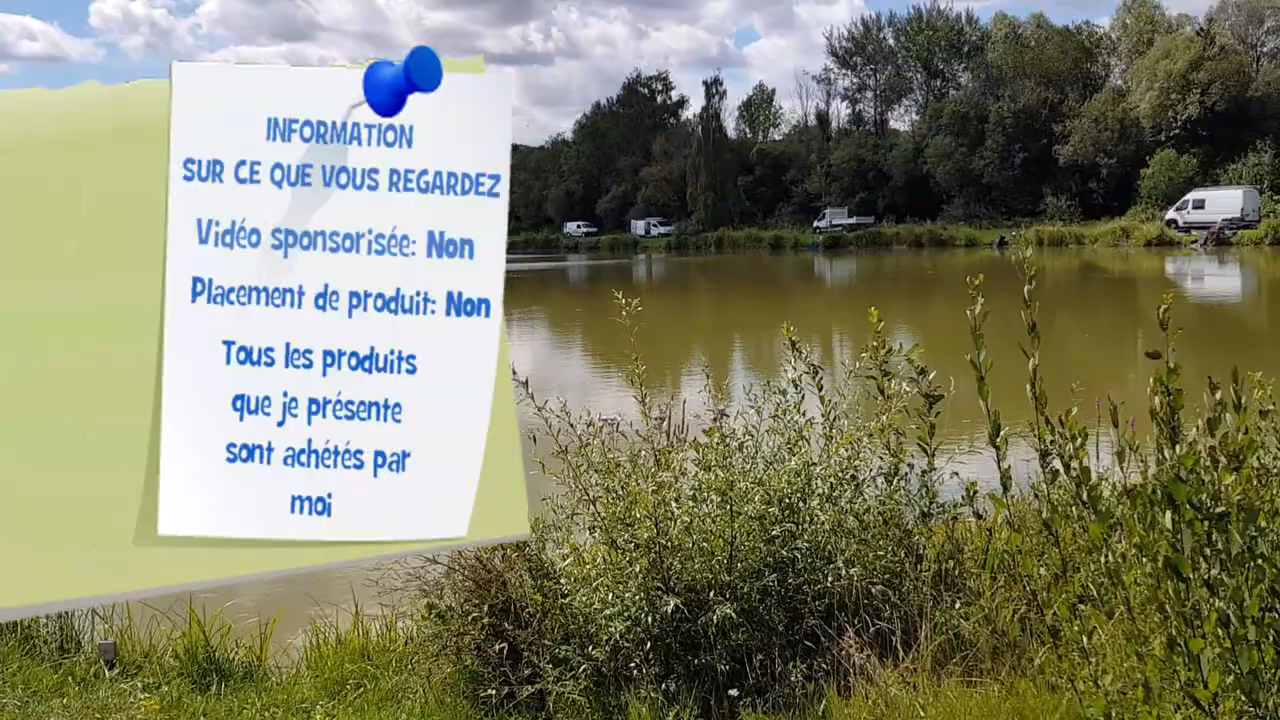 INFORMATION
SUR CE QUE VOUS REGARDEZ
Vidéo sponsorisée: Non
Placement de produit: Non
Tous les produits
que je présente
sont achétés par
moi